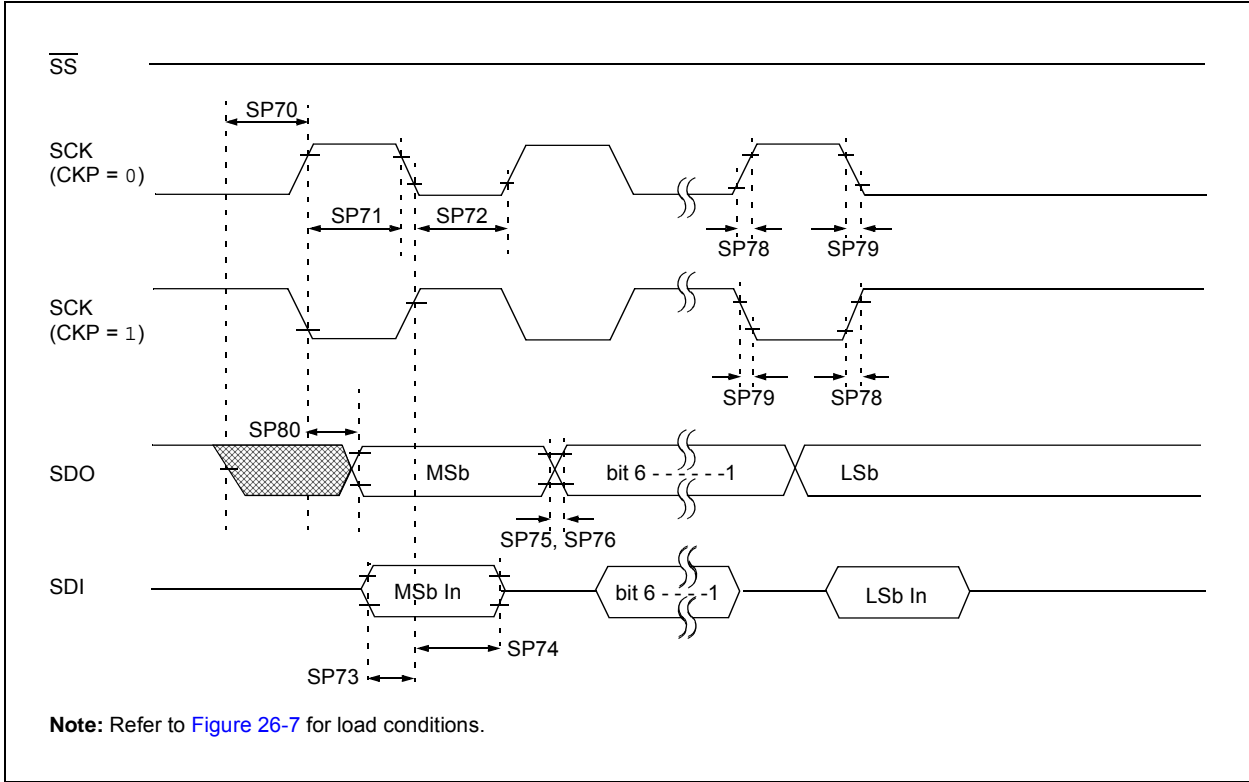 SS
SP70
SCK
(CKP = 0)
SP71
SP72
SP78
SP79
SCK
(CKP = 1)
SP79
SP78
SP80
SDO
MSb
bit 6 - - - - - -1
LSb
SP75, SP76
SDI
MSb In
bit 6 - - - -1
LSb In
SP74
SP73
Note: Refer to Figure 26-7 for load conditions.